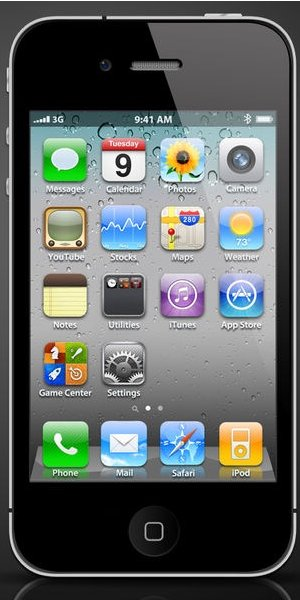 3G 9:41 AM
Tuesday
9
280
73°
Messages Calendar Photos Camera
YouTube Stocks Maps Weather
Notes Utilities iTunes App Store
Game Center Settings
Phone Mail Safari iPod